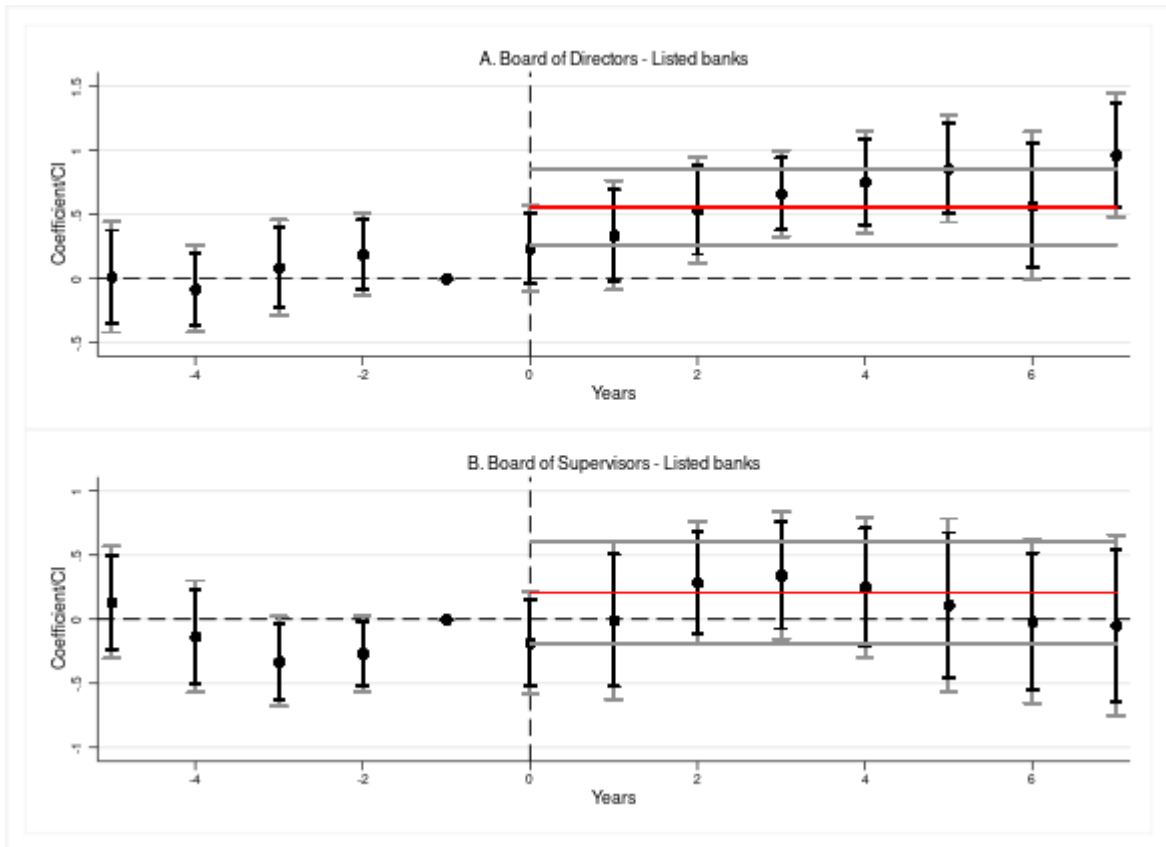 A. Board of Directors - Listed banks
1.5
1
.5
0
-.5
Coefficient/CI
-4 -2 0 2 4 6
Years
B. Board of Supervisors - Listed banks
1
.5
0
-.5
-1
Coefficient/CI
-4 -2 0 2 4 6
Years